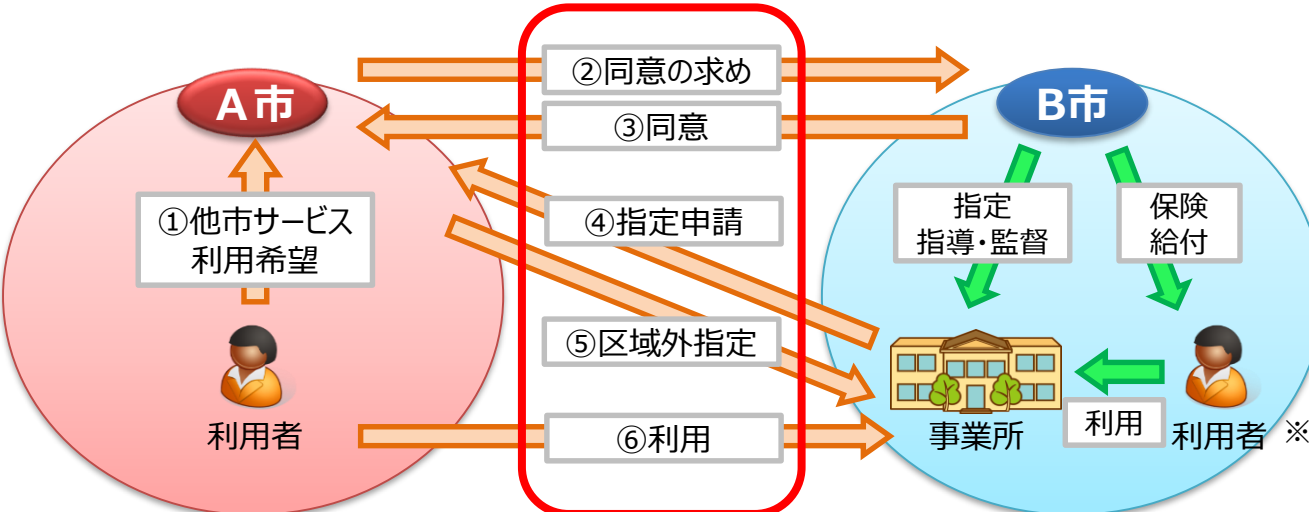 A市
B市
②同意の求め
③同意
①他市サービス
利用希望
④指定申請
指定
指導・監督
保険
給付
⑤区域外指定
利用者
⑥利用
事業所
利用
利用者 ※